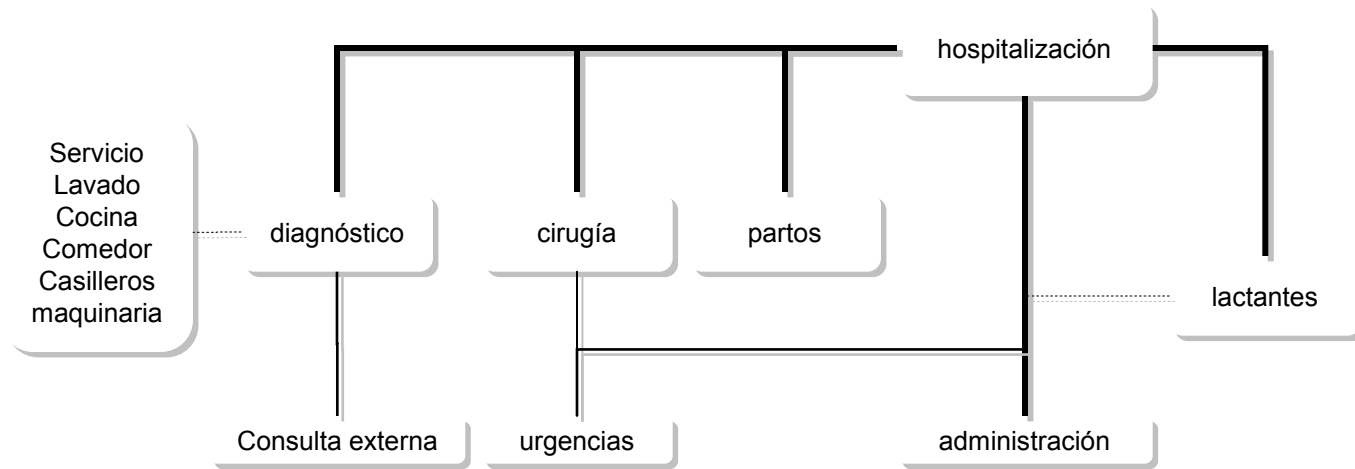 hospitalización
Servicio
Lavado
Cocina
Comedor
Casilleros
maquinaria
diagnóstico
cirugía
partos
lactantes
Consulta externa
urgencias
administración